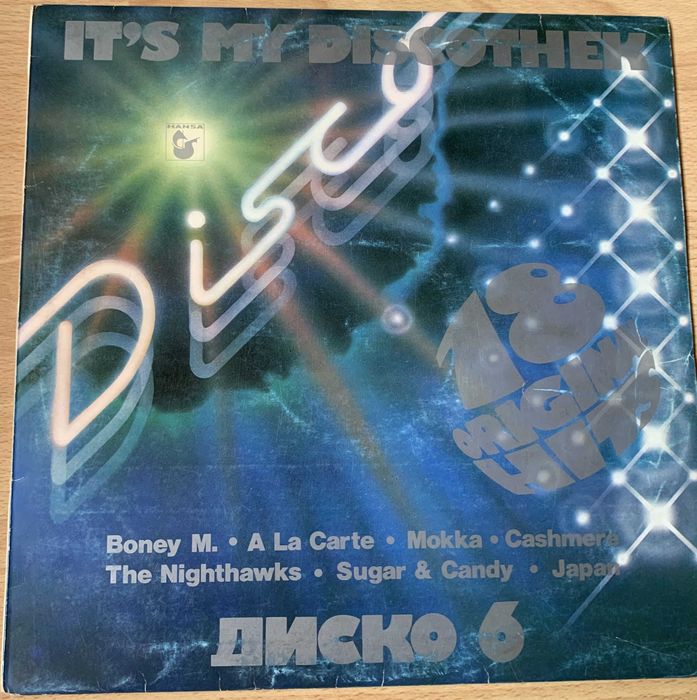 IT'S MY DISCOTHEK
HANSA
Disco
18
ORIGINAL
HITS
Boney M. • A La Carte • Mokka • Cashmere
The Nighthawks • Sugar & Candy • Japan
ДИСКО 6